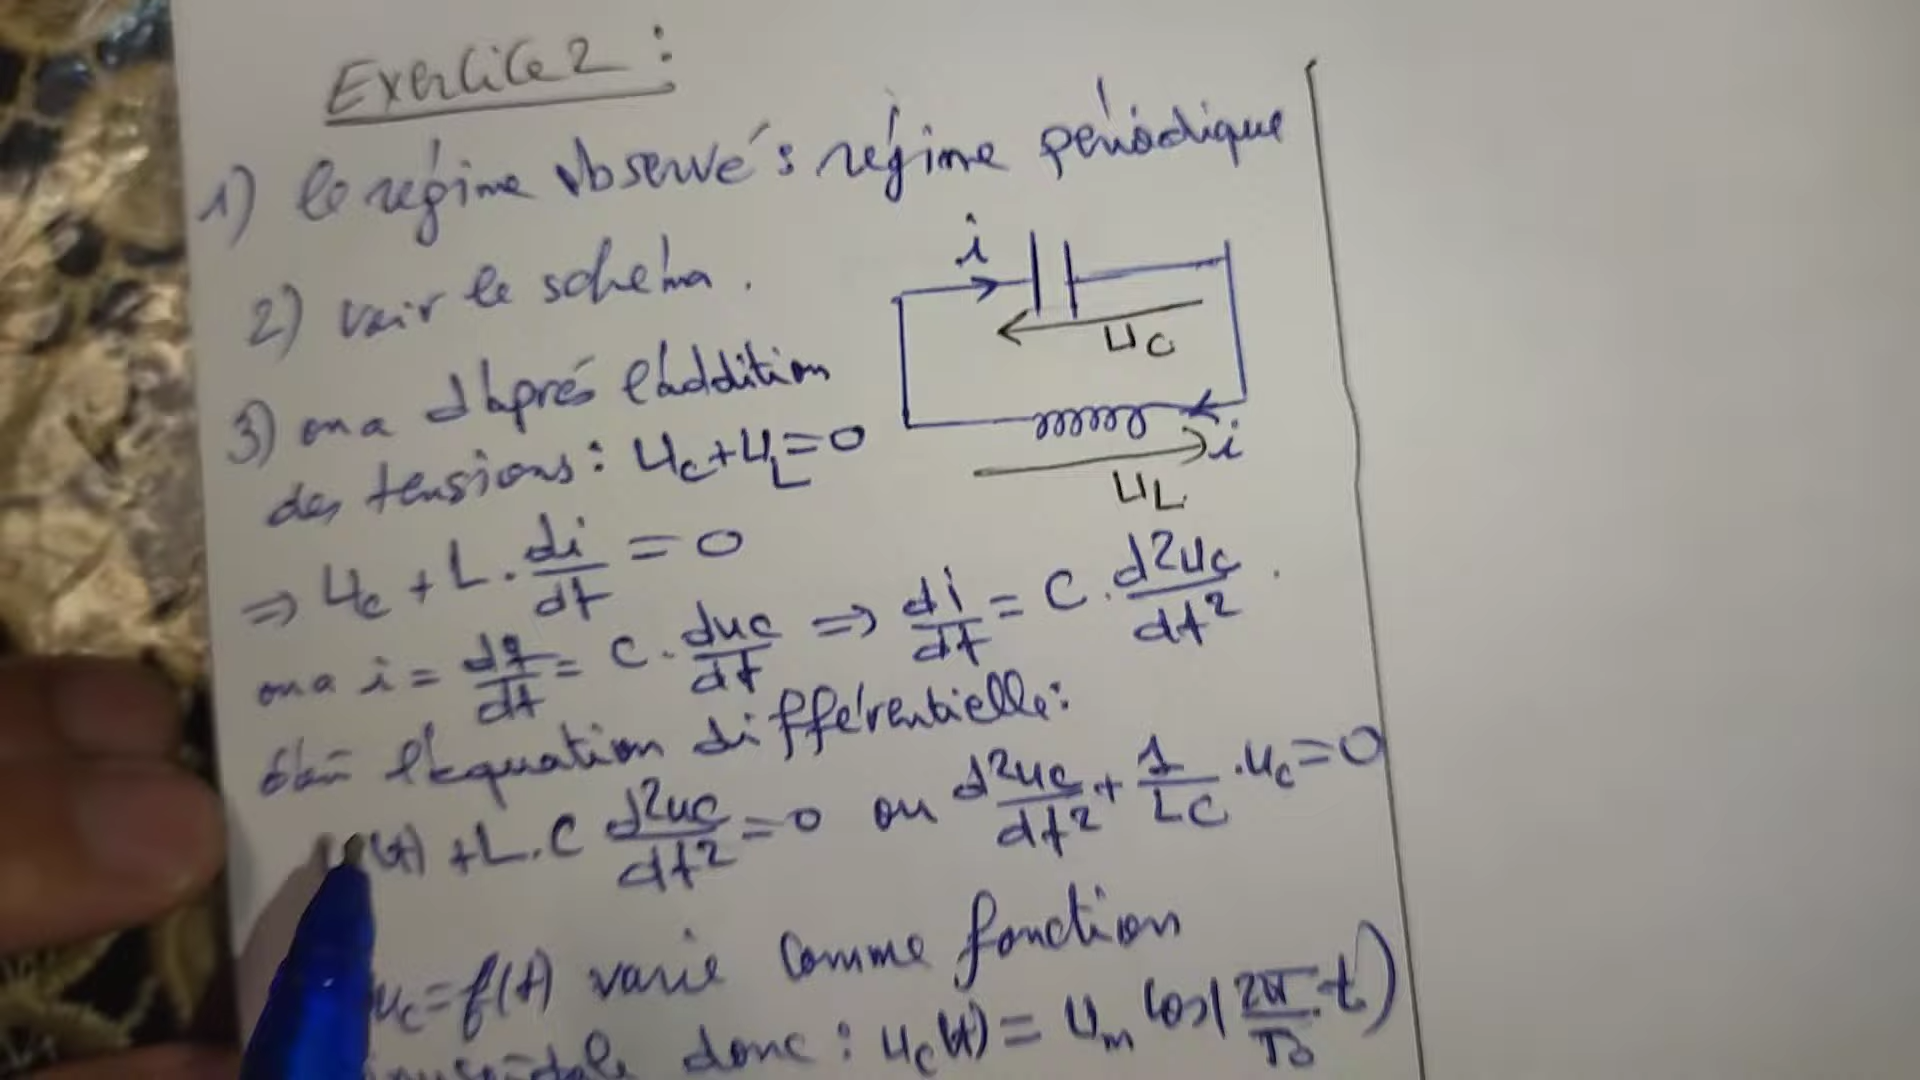 Exercice 2 :
1) le régime observé : régime périodique
2) voir le schéma .
i
uc
3) on a d'aprés l'addition
des tensions : uc + uL = 0
i
uL
⇒ uc + L . di/dt = 0
on a i = dq/dt = C . duc/dt ⇒ di/dt = C . d²uc/dt² .
l'équation différentielle :
(t) + L . C d²uc/dt² = 0 ou d²uc/dt² + 1/LC . uc = 0
uc = f(t) varie comme fonction
donc : uc(t) = Um cos(2π/T0 . t)